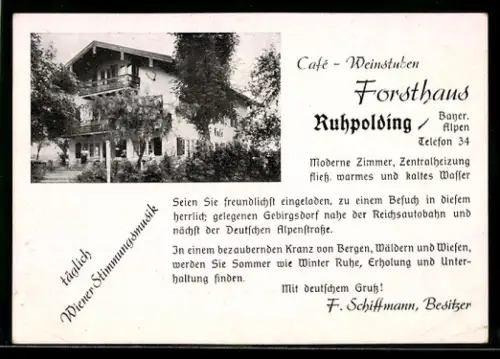 Café - Weinstuben
Forsthaus
Ruhpolding / Bayer. Alpen
Telefon 34
Moderne Zimmer, Zentralheizung
fließ. warmes und kaltes Waſſer
Seien Sie freundlichſt eingeladen, zu einem Beſuch in dieſem
herrlich gelegenen Gebirgsdorf nahe der Reichsautobahn und
nächſt der Deutſchen Alpenſtraße.
In einem bezaubernden Kranz von Bergen, Wäldern und Wieſen,
werden Sie Sommer wie Winter Ruhe, Erholung und Unter-
haltung finden.
Mit deutſchem Gruß!
F. Schiffmann, Besitzer
täglich
Wiener Stimmungsmusik